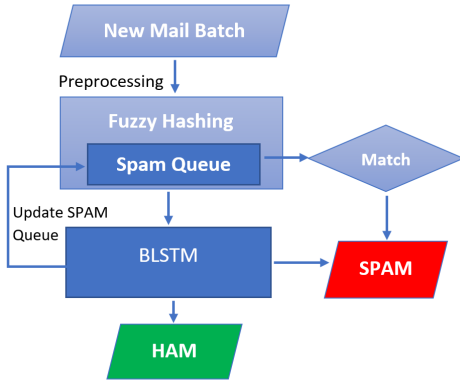 New Mail Batch
Preprocessing
Fuzzy Hashing
Spam Queue
Match
Update SPAM
Queue
BLSTM
SPAM
HAM